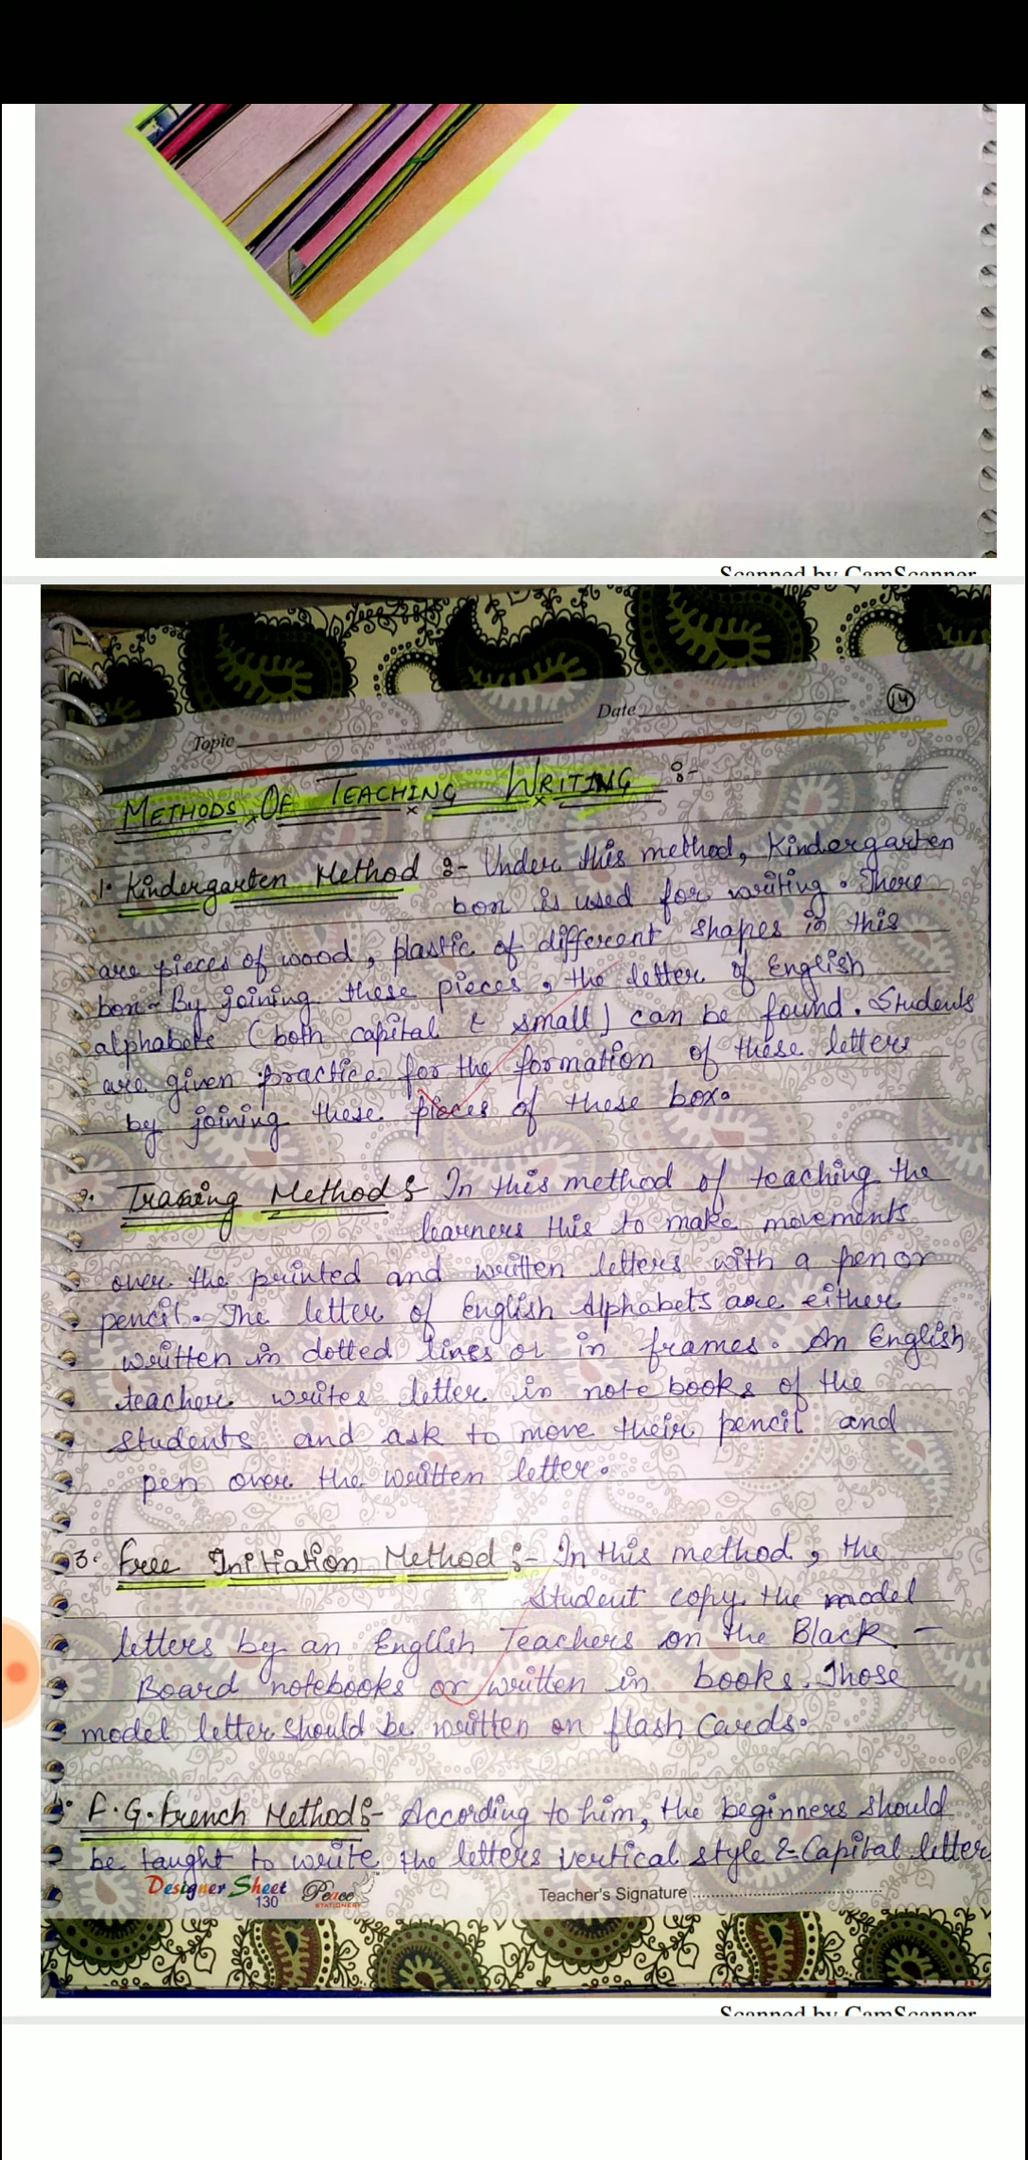 Scanned by CamScanner
14
Date
Topic
METHODS OF TEACHING WRITING :-
1. Kindergarten Method :- Under this method, Kindergarten
bon is used for writing. There
are pieces of wood, plastic of different shapes in this
bon - By joining these pieces, the letter of English
alphabets (both capital & small) can be found. Students
are given practice for the formation of these letters
by joining these pieces of these box.
2. Trasing Method :- In this method of teaching the
learners this to make movements
over the printed and written letters with a pen or
pencil. The letter of English Alphabets are either
written in dotted lines or in frames. An English
teacher writes letter in note books of the
students and ask to move their pencil and
pen over the written letter.
3. Free Initiation Method :- In this method, the
student copy the model
letters by an English Teachers on the Black -
Board notebooks or written in books. Those
model letter should be written on flash Cards.
F.G. French Method :- According to him, the beginners should
be taught to write the letters vertical style & Capital letter
Designer Sheet
130
Peace
STATIONERY
Teacher's Signature
Scanned by CamScanner